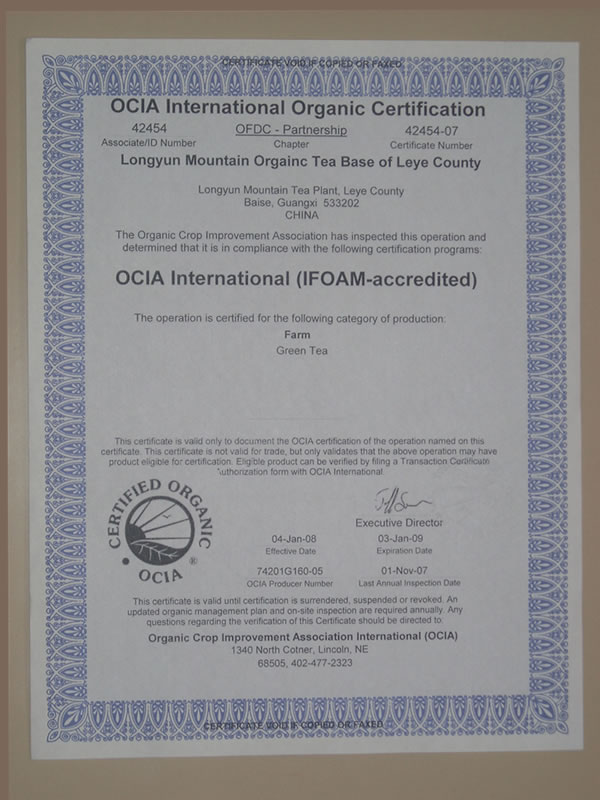 CERTIFICATE VOID IF COPIED OR FAXED
OCIA International Organic Certification
42454 OFDC - Partnership 42454-07
Associate/ID Number Chapter Certificate Number
Longyun Mountain Orgainc Tea Base of Leye County
Longyun Mountain Tea Plant, Leye County
Baise, Guangxi 533202
CHINA
The Organic Crop Improvement Association has inspected this operation and
determined that it is in compliance with the following certification programs:
OCIA International (IFOAM-accredited)
The operation is certified for the following category of production:
Farm
Green Tea
This certificate is valid only to document the OCIA certification of the operation named on this
certificate. This certificate is not valid for trade, but only validates that the above operation may have
product eligible for certification. Eligible product can be verified by filing a Transaction Certificate
uthorization form with OCIA International.
CERTIFIED ORGANIC
OCIA ®
Executive Director
04-Jan-08 03-Jan-09
Effective Date Expiration Date
74201G160-05 01-Nov-07
OCIA Producer Number Last Annual Inspection Date
This certificate is valid until certification is surrendered, suspended or revoked. An
updated organic management plan and on-site inspection are required annually. Any
questions regarding the verification of this Certificate should be directed to:
Organic Crop Improvement Association International (OCIA)
1340 North Cotner, Lincoln, NE
68505, 402-477-2323
CERTIFICATE VOID IF COPIED OR FAXED